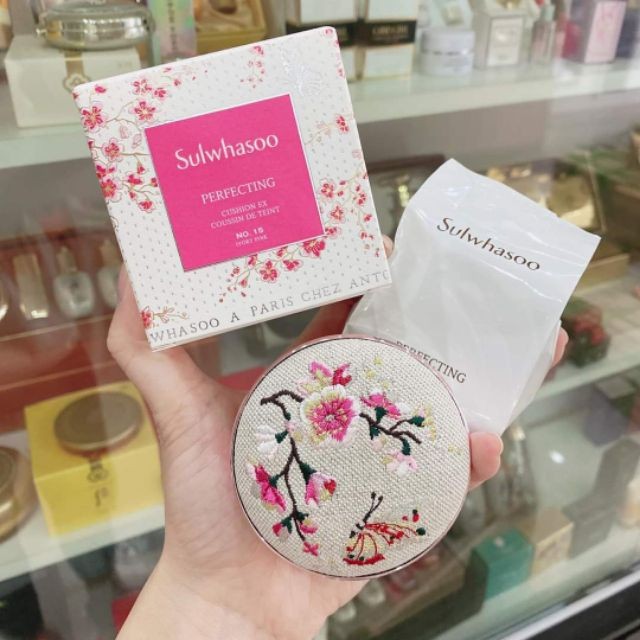 Sulwhasoo
PERFECTING
CUSHION EX
COUSSIN DE TEINT
NO. 15
IVORY PINK
WHASOO A PARIS CHEZ ANTO
Sulwhasoo
PERFECTING